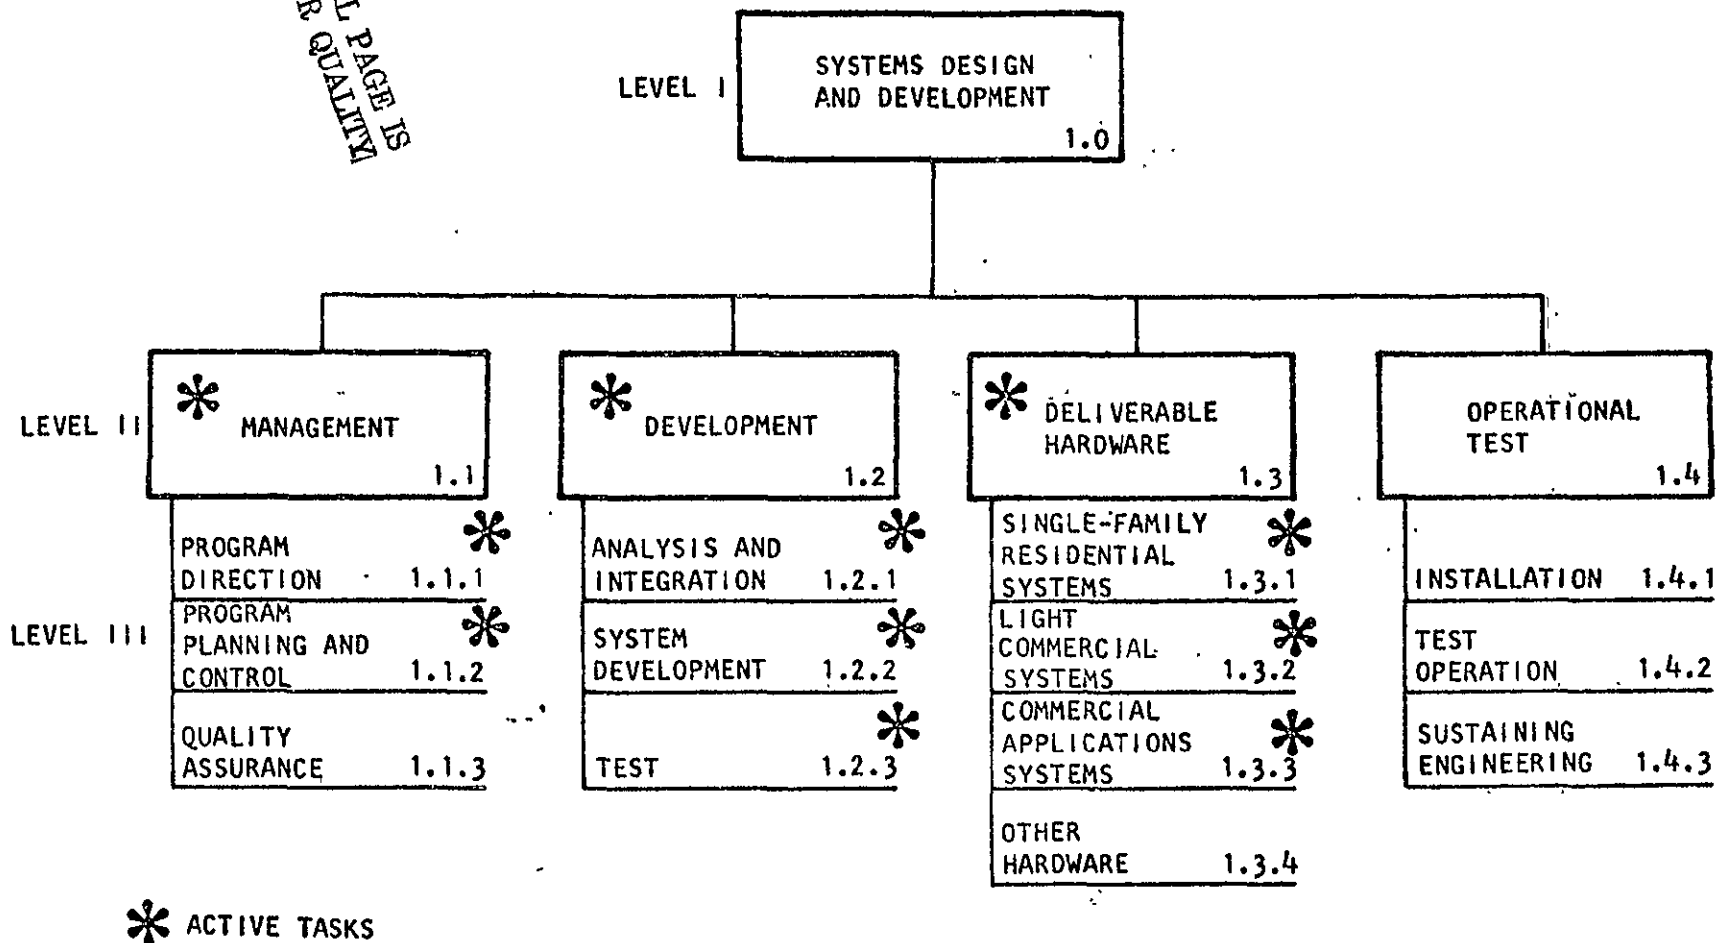 L PAGE IS
R QUALITY
LEVEL I
SYSTEMS DESIGN
AND DEVELOPMENT
1.0
LEVEL II
MANAGEMENT
1.1
DEVELOPMENT
1.2
DELIVERABLE
HARDWARE
1.3
OPERATIONAL
TEST
1.4
LEVEL III
PROGRAM
DIRECTION 1.1.1
PROGRAM
PLANNING AND
CONTROL 1.1.2
QUALITY
ASSURANCE 1.1.3
ANALYSIS AND
INTEGRATION 1.2.1
SYSTEM
DEVELOPMENT 1.2.2
TEST 1.2.3
SINGLE-FAMILY
RESIDENTIAL
SYSTEMS 1.3.1
LIGHT
COMMERCIAL
SYSTEMS 1.3.2
COMMERCIAL
APPLICATIONS
SYSTEMS 1.3.3
OTHER
HARDWARE 1.3.4
INSTALLATION 1.4.1
TEST
OPERATION 1.4.2
SUSTAINING
ENGINEERING 1.4.3
ACTIVE TASKS